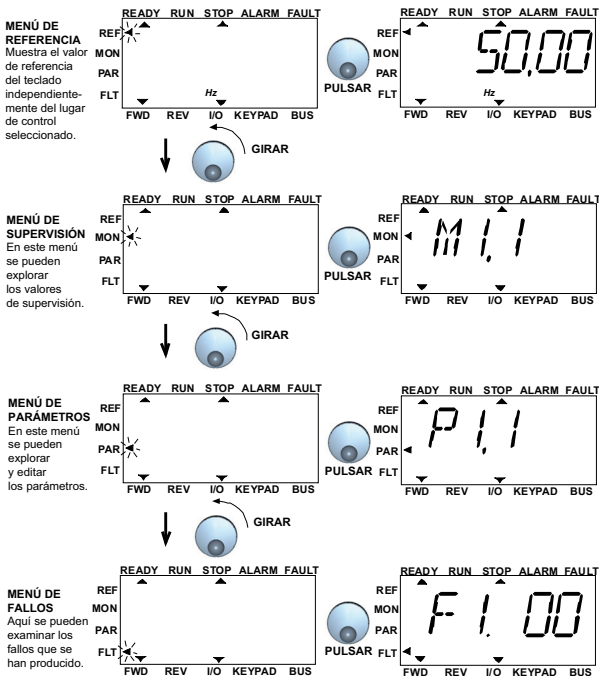 MENÚ DE
REFERENCIA
Muestra el valor
de referencia
del teclado
independiente-
mente del lugar
de control
seleccionado.
READY RUN STOP ALARM FAULT
REF
MON
PAR
FLT
Hz
FWD REV I/O KEYPAD BUS
PULSAR
READY RUN STOP ALARM FAULT
REF
MON
PAR
FLT
50,00
Hz
FWD REV I/O KEYPAD BUS
GIRAR
MENÚ DE
SUPERVISIÓN
En este menú
se pueden
explorar
los valores
de supervisión.
READY RUN STOP ALARM FAULT
REF
MON
PAR
FLT
FWD REV I/O KEYPAD BUS
PULSAR
READY RUN STOP ALARM FAULT
REF
MON
PAR
FLT
M1,1
FWD REV I/O KEYPAD BUS
GIRAR
MENÚ DE
PARÁMETROS
En este menú
se pueden
explorar
y editar
los parámetros.
READY RUN STOP ALARM FAULT
REF
MON
PAR
FLT
FWD REV I/O KEYPAD BUS
PULSAR
READY RUN STOP ALARM FAULT
REF
MON
PAR
FLT
P1,1
FWD REV I/O KEYPAD BUS
GIRAR
MENÚ DE
FALLOS
Aquí se pueden
examinar los
fallos que se
han producido.
READY RUN STOP ALARM FAULT
REF
MON
PAR
FLT
FWD REV I/O KEYPAD BUS
PULSAR
READY RUN STOP ALARM FAULT
REF
MON
PAR
FLT
F1. 00
FWD REV I/O KEYPAD BUS